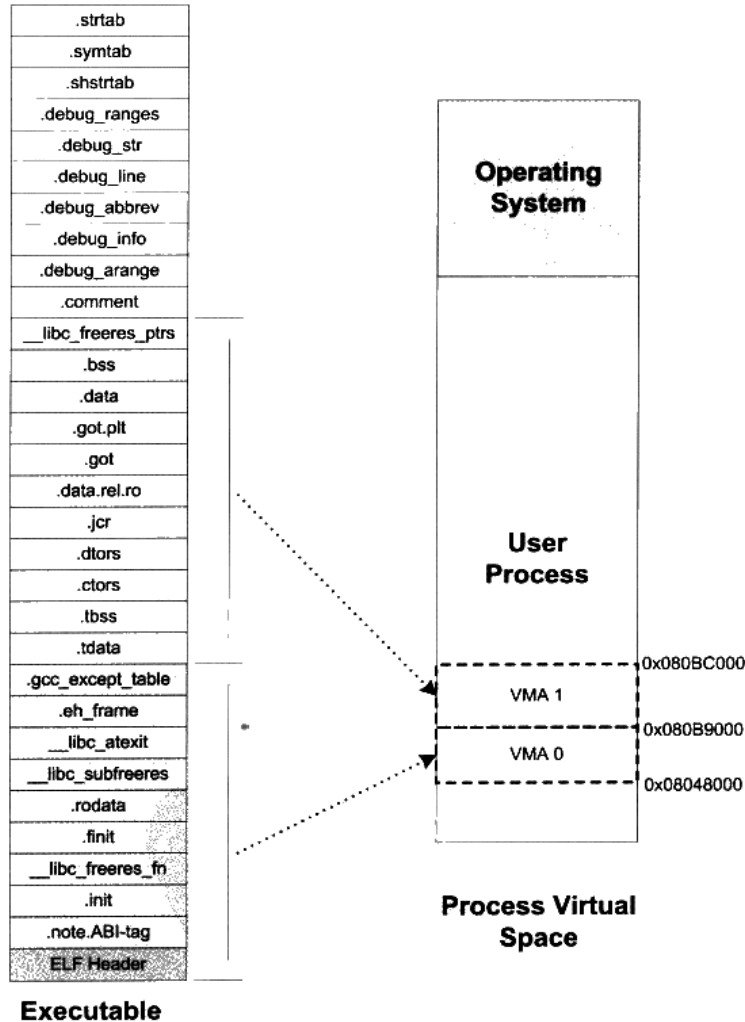 .strtab
.symtab
.shstrtab
.debug_ranges
.debug_str
.debug_line
.debug_abbrev
.debug_info
.debug_arange
.comment
__libc_freeres_ptrs
.bss
.data
.got.plt
.got
.data.rel.ro
.jcr
.dtors
.ctors
.tbss
.tdata
.gcc_except_table
.eh_frame
__libc_atexit
__libc_subfreeres
.rodata
.finit
__libc_freeres_fn
.init
.note.ABI-tag
ELF Header
Executable
Operating
System
User
Process
0x080BC000
VMA 1
0x080B9000
VMA 0
0x08048000
Process Virtual
Space